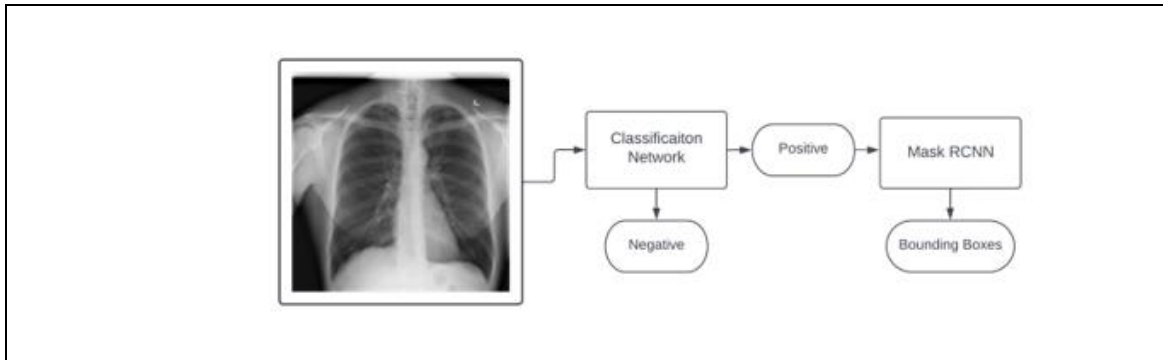 Classificaiton
Network
Positive
Mask RCNN
Negative
Bounding Boxes
L